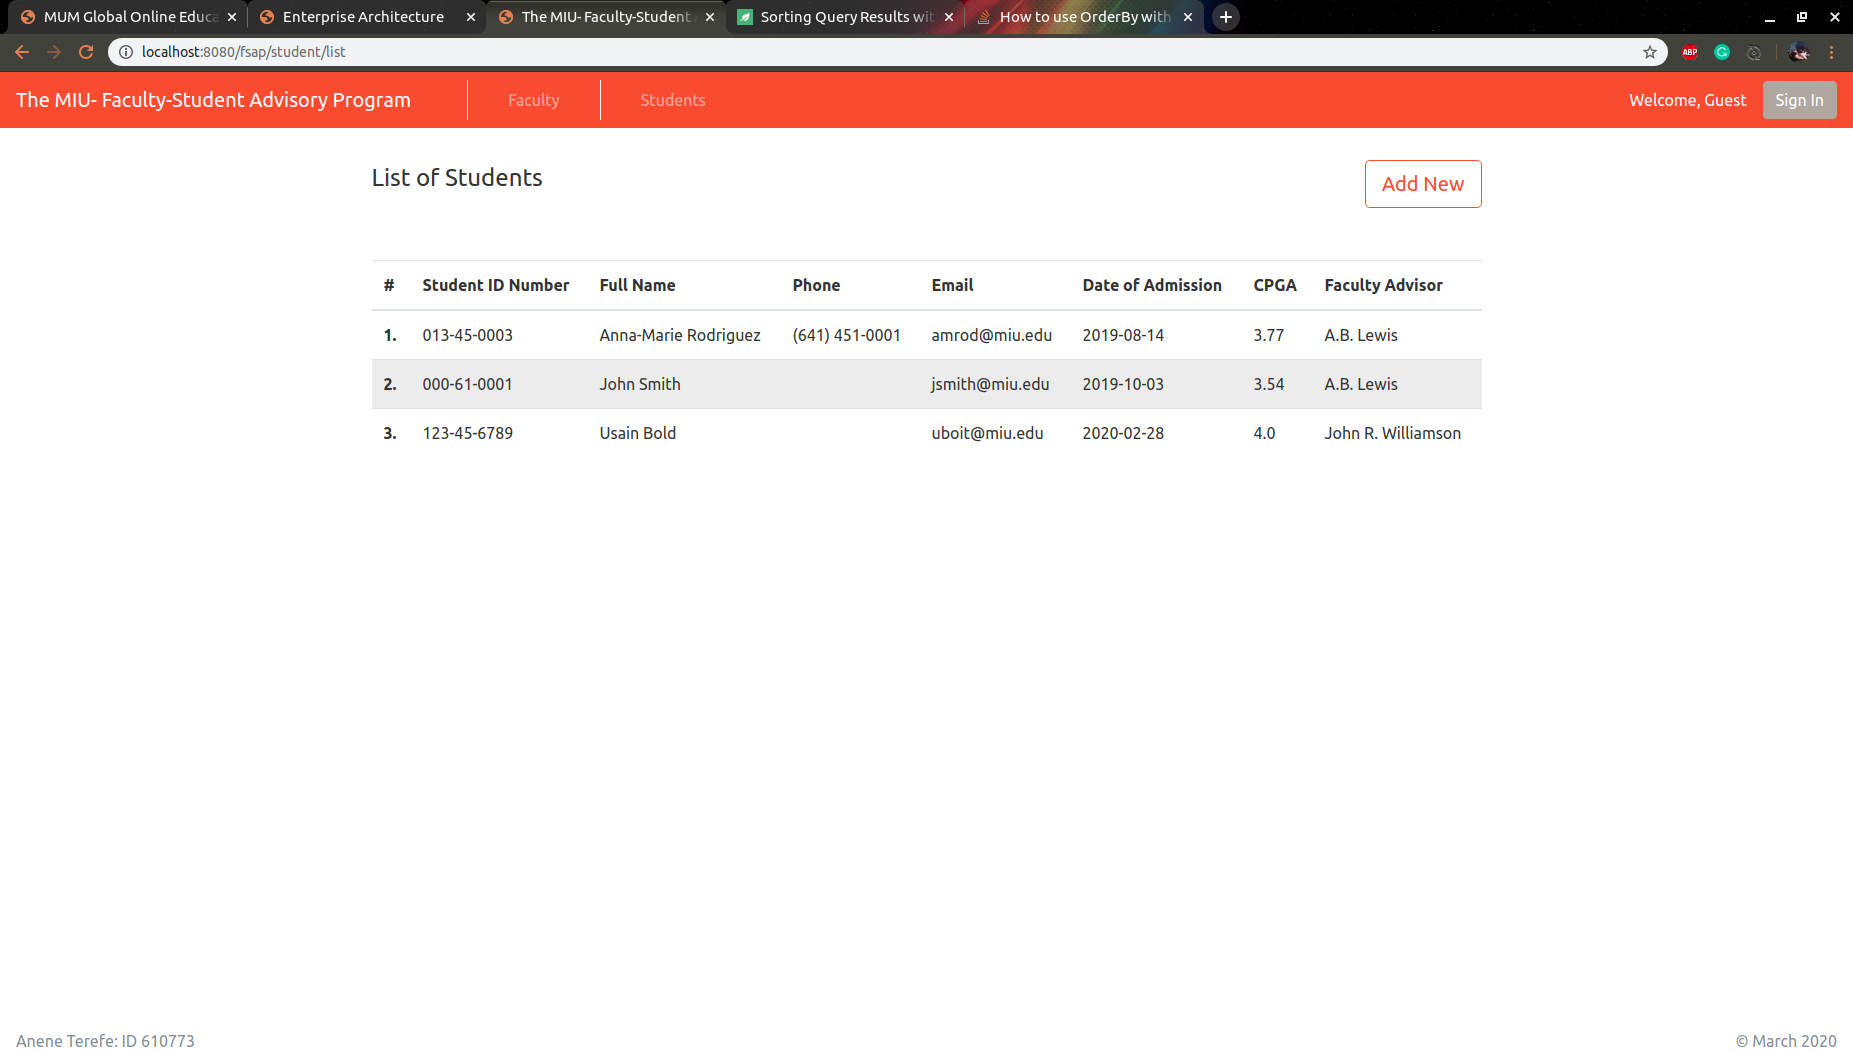 MUM Global Online Educa
Enterprise Architecture
The MIU- Faculty-Student
Sorting Query Results wit
How to use OrderBy with
localhost:8080/fsap/student/list
ABP
The MIU- Faculty-Student Advisory Program
Faculty
Students
Welcome, Guest
Sign In
List of Students
Add New
# Student ID Number Full Name Phone Email Date of Admission CPGA Faculty Advisor
1. 013-45-0003 Anna-Marie Rodriguez (641) 451-0001 amrod@miu.edu 2019-08-14 3.77 A.B. Lewis
2. 000-61-0001 John Smith jsmith@miu.edu 2019-10-03 3.54 A.B. Lewis
3. 123-45-6789 Usain Bold uboit@miu.edu 2020-02-28 4.0 John R. Williamson
Anene Terefe: ID 610773
© March 2020